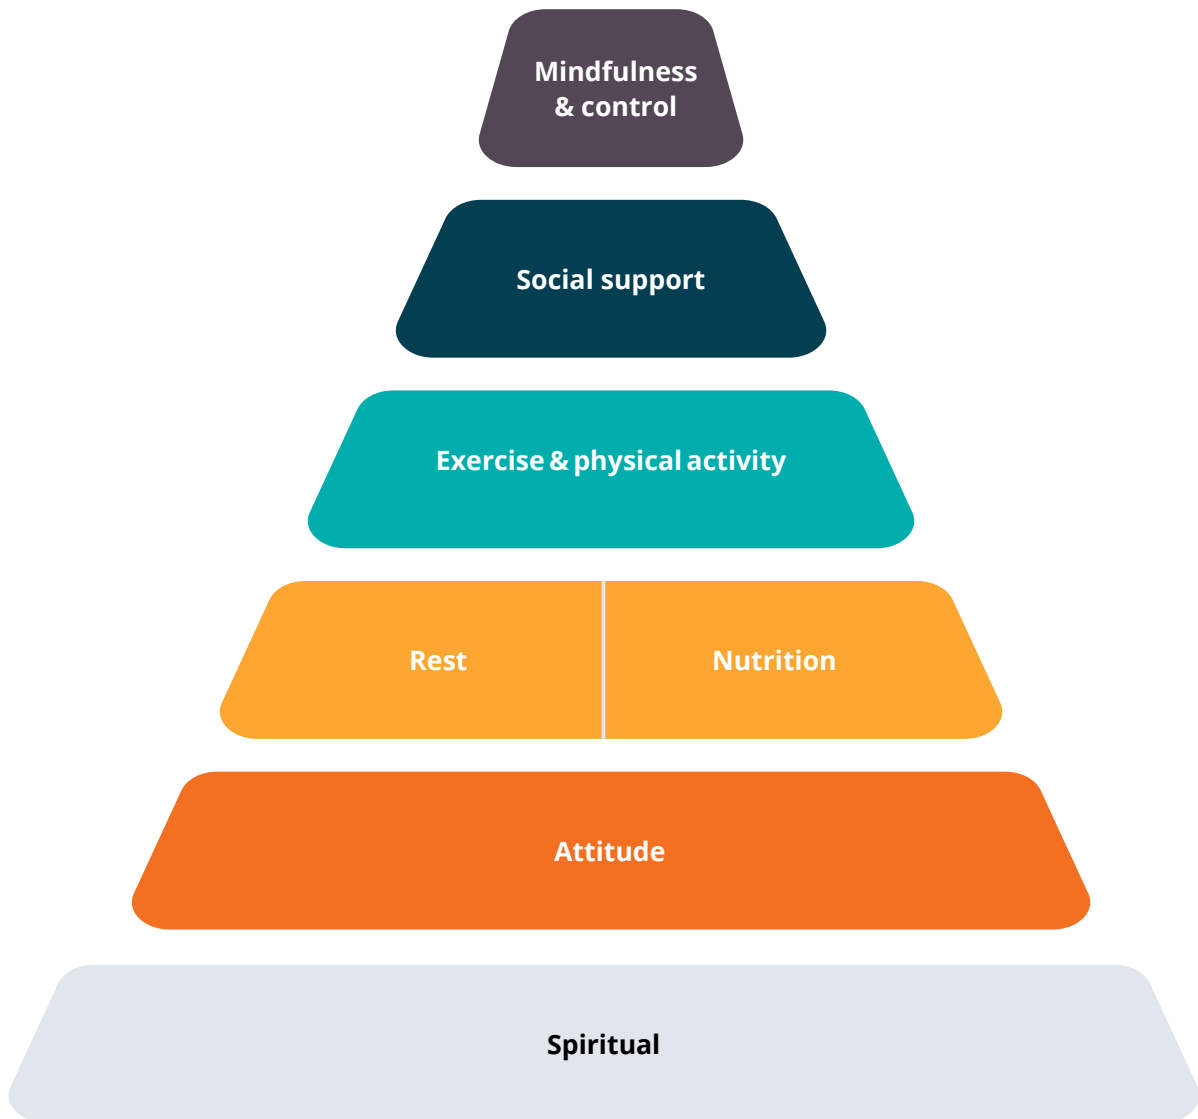 Mindfulness
& control
Social support
Exercise & physical activity
Rest
Nutrition
Attitude
Spiritual